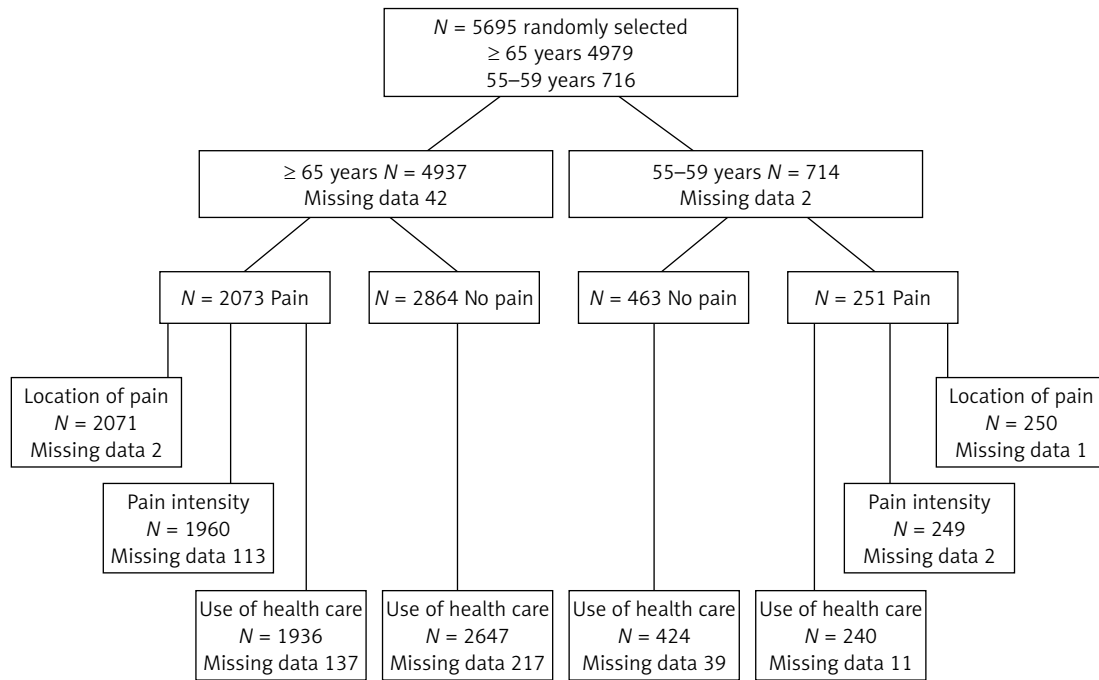 N = 5695 randomly selected
≥ 65 years 4979
55–59 years 716
≥ 65 years N = 4937
Missing data 42
55–59 years N = 714
Missing data 2
N = 2073 Pain
N = 2864 No pain
N = 463 No pain
N = 251 Pain
Location of pain
N = 2071
Missing data 2
Location of pain
N = 250
Missing data 1
Pain intensity
N = 1960
Missing data 113
Pain intensity
N = 249
Missing data 2
Use of health care
N = 1936
Missing data 137
Use of health care
N = 2647
Missing data 217
Use of health care
N = 424
Missing data 39
Use of health care
N = 240
Missing data 11